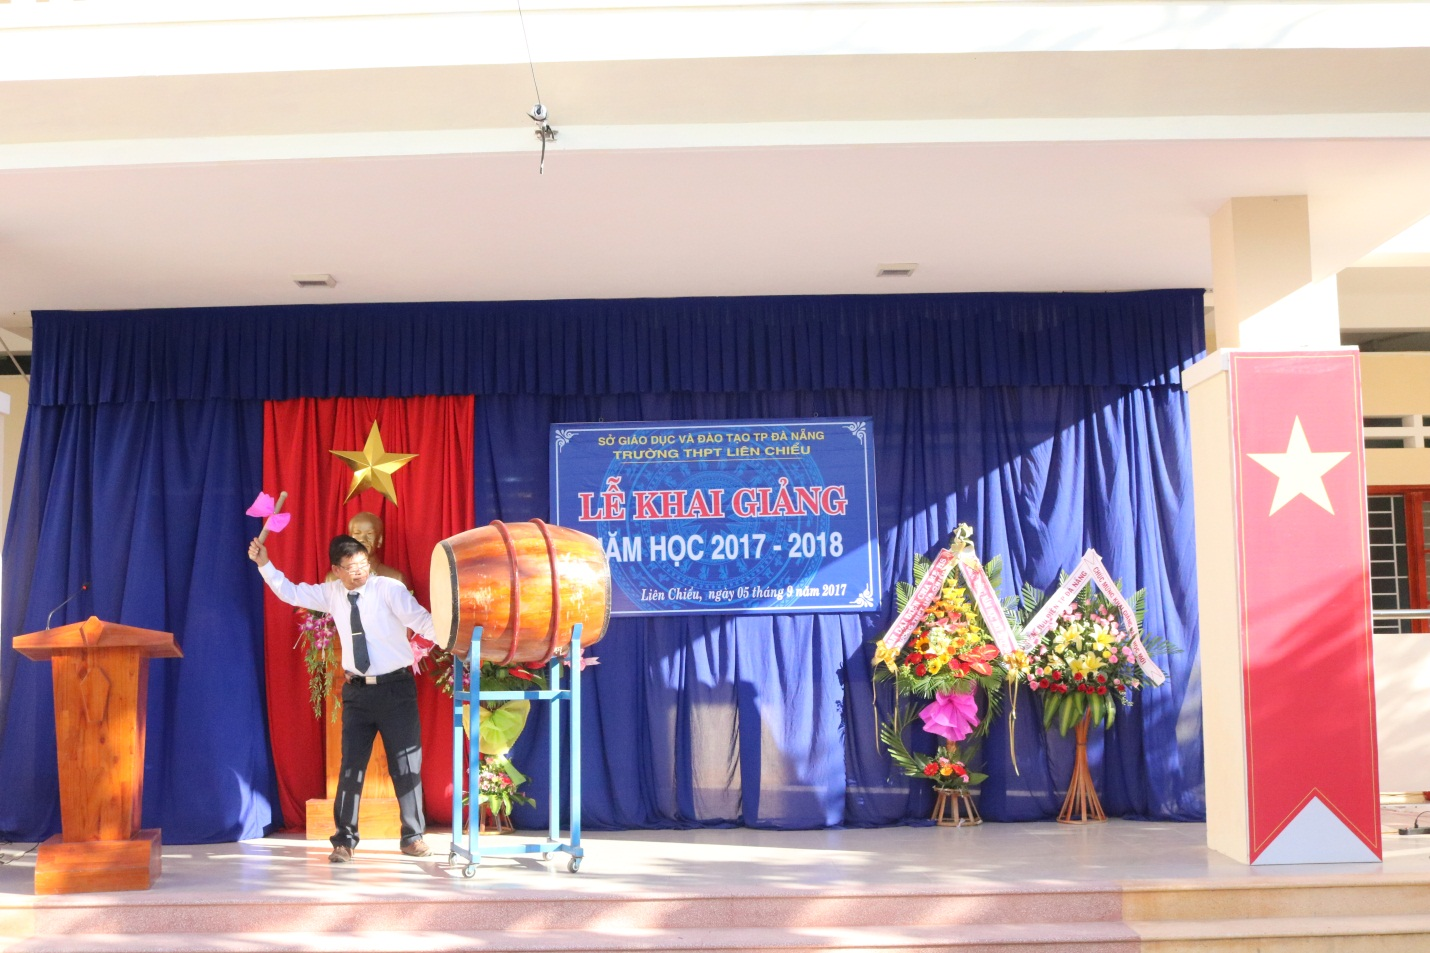 SỞ GIÁO DỤC VÀ ĐÀO TẠO TP ĐÀ NẴNG
TRƯỜNG THPT LIÊN CHIỂU
LỄ KHAI GIẢNG
NĂM HỌC 2017 - 2018
Liên Chiểu, ngày 05 tháng 9 năm 2017